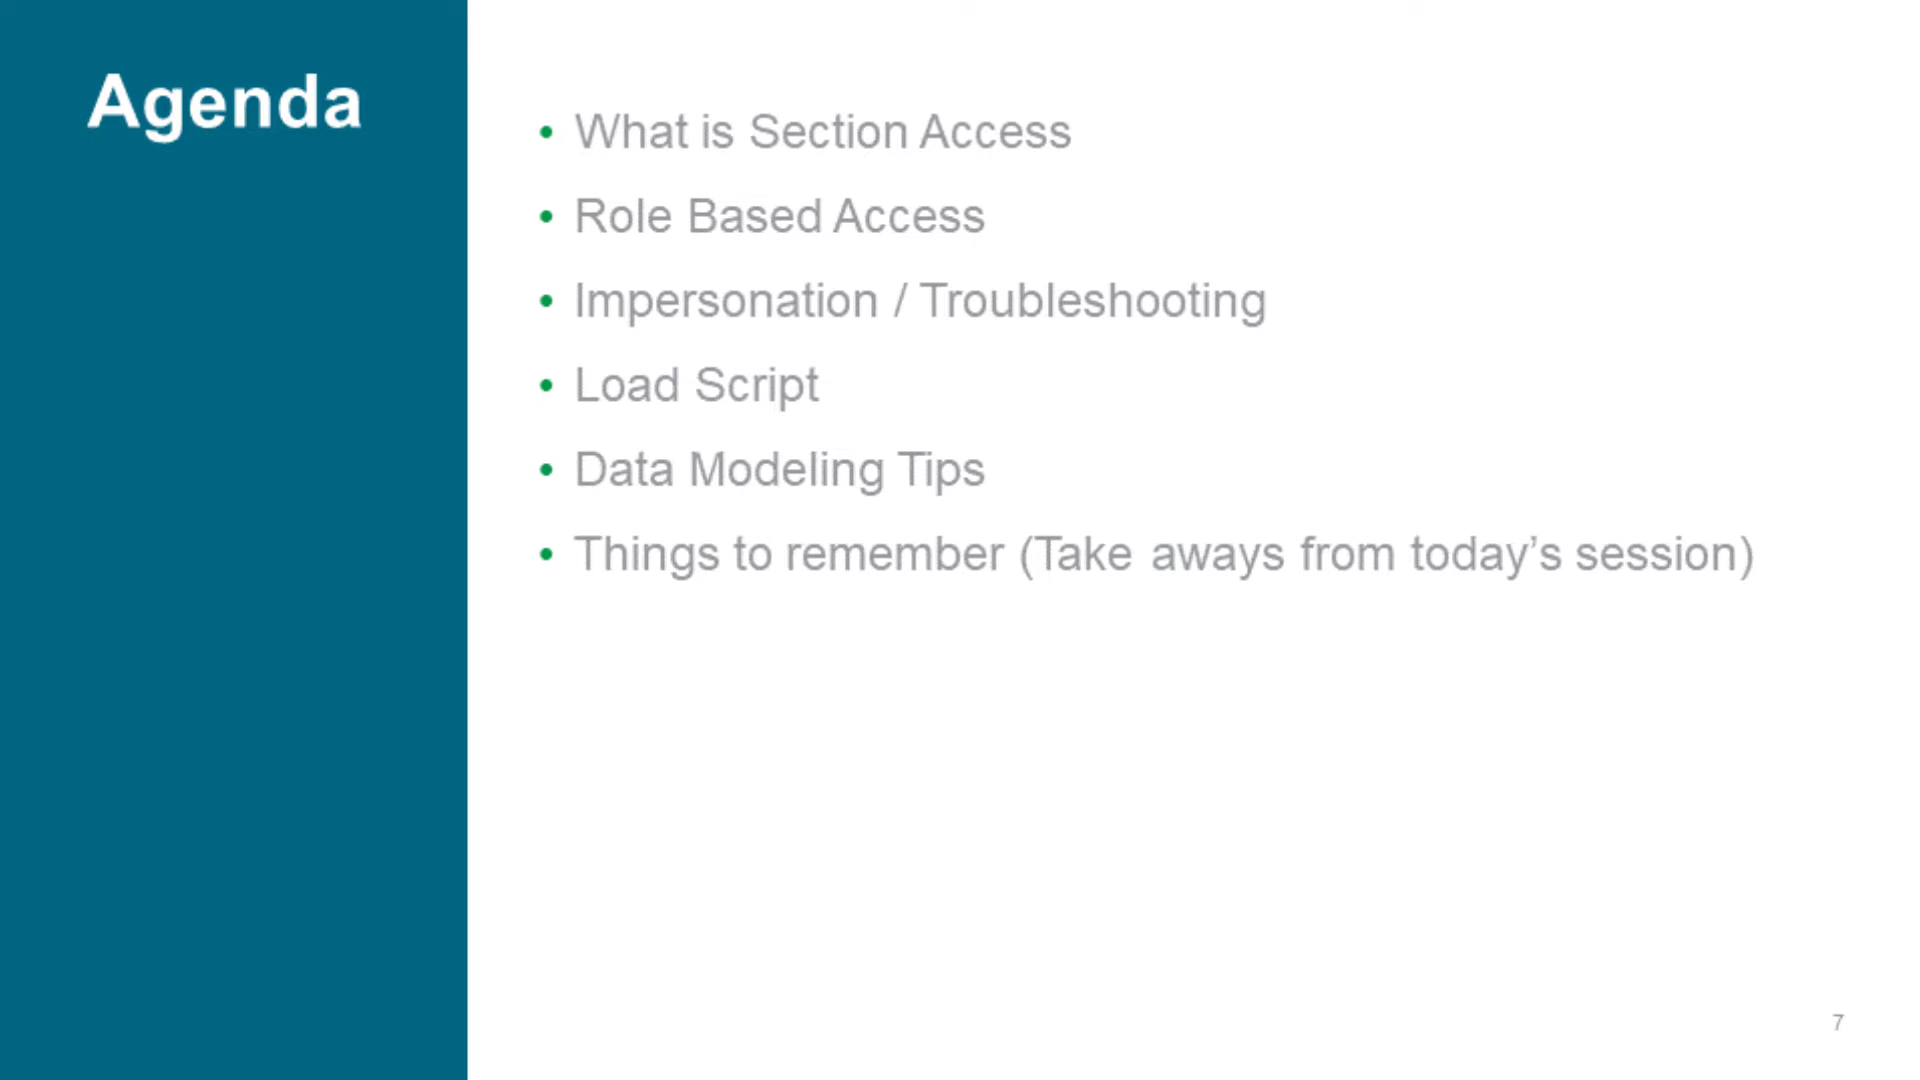 Agenda
• What is Section Access
• Role Based Access
• Impersonation / Troubleshooting
• Load Script
• Data Modeling Tips
• Things to remember (Take aways from today’s session)
7